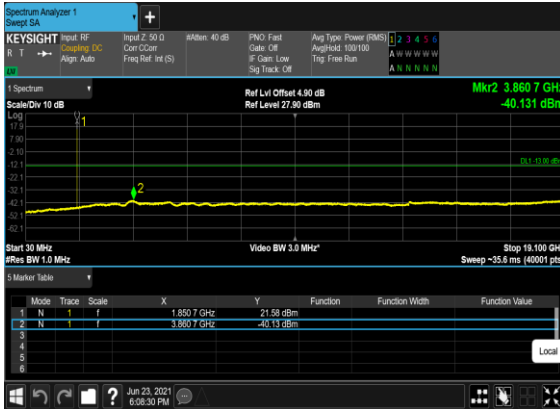 Spectrum Analyzer 1
Swept SA
+
KEYSIGHT Input: RF Input Z: 50 Ω #Atten: 40 dB PNO: Fast Avg Type: Power (RMS) 1 2 3 4 5 6
R T Coupling: DC Corr CCorr Gate: Off Avg|Hold: 100/100 A W W W W W
Align: Auto Freq Ref: Int (S) IF Gain: Low Trig: Free Run
Sig Track: Off A N N N N N
1 Spectrum
Scale/Div 10 dB
Ref Lvl Offset 4.90 dB
Ref Level 27.90 dBm
Mkr2 3.860 7 GHz
-40.131 dBm
Log
17.9
7.90
-2.10
-12.1
-22.1
-32.1
-42.1
-52.1
-62.1
1
2
DL1 -13.00 dBm
Start 30 MHz Video BW 3.0 MHz* Stop 19.100 GHz
#Res BW 1.0 MHz Sweep ~35.6 ms (40001 pts)
5 Marker Table
Mode Trace Scale X Y Function Function Width Function Value
1 N 1 f 1.850 7 GHz 21.58 dBm
2 N 1 f 3.860 7 GHz -40.13 dBm
3
4
5
6
Local
? Jun 23, 2021
6:08:30 PM